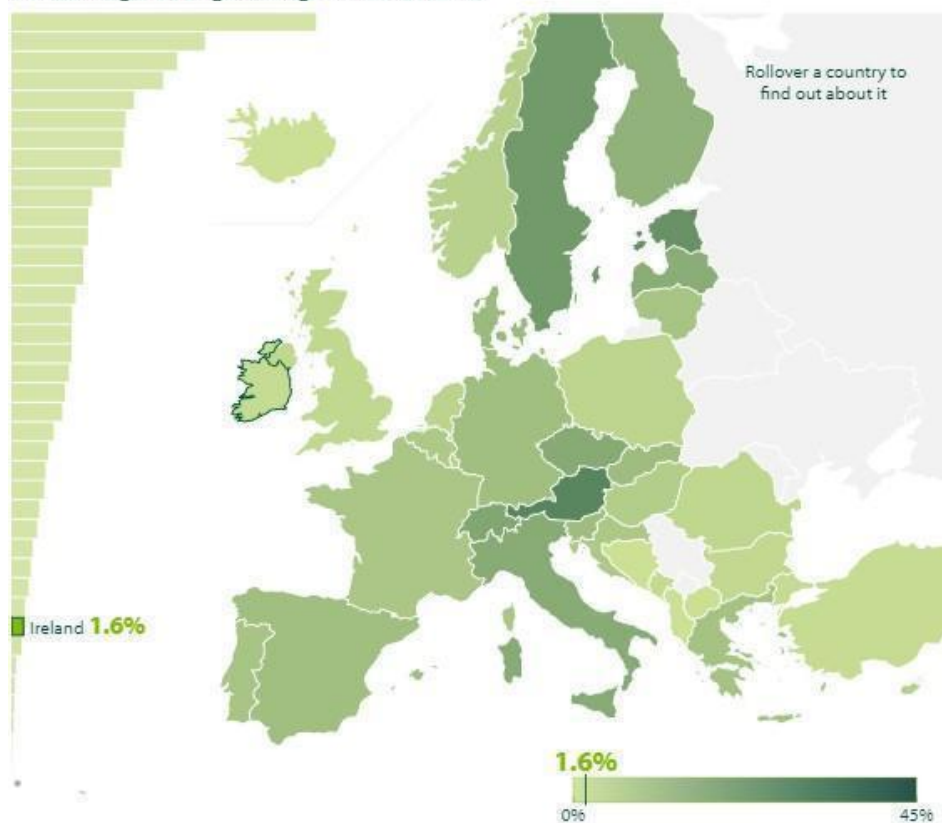 Rollover a country to
find out about it
Ireland 1.6%
1.6%
0%
45%